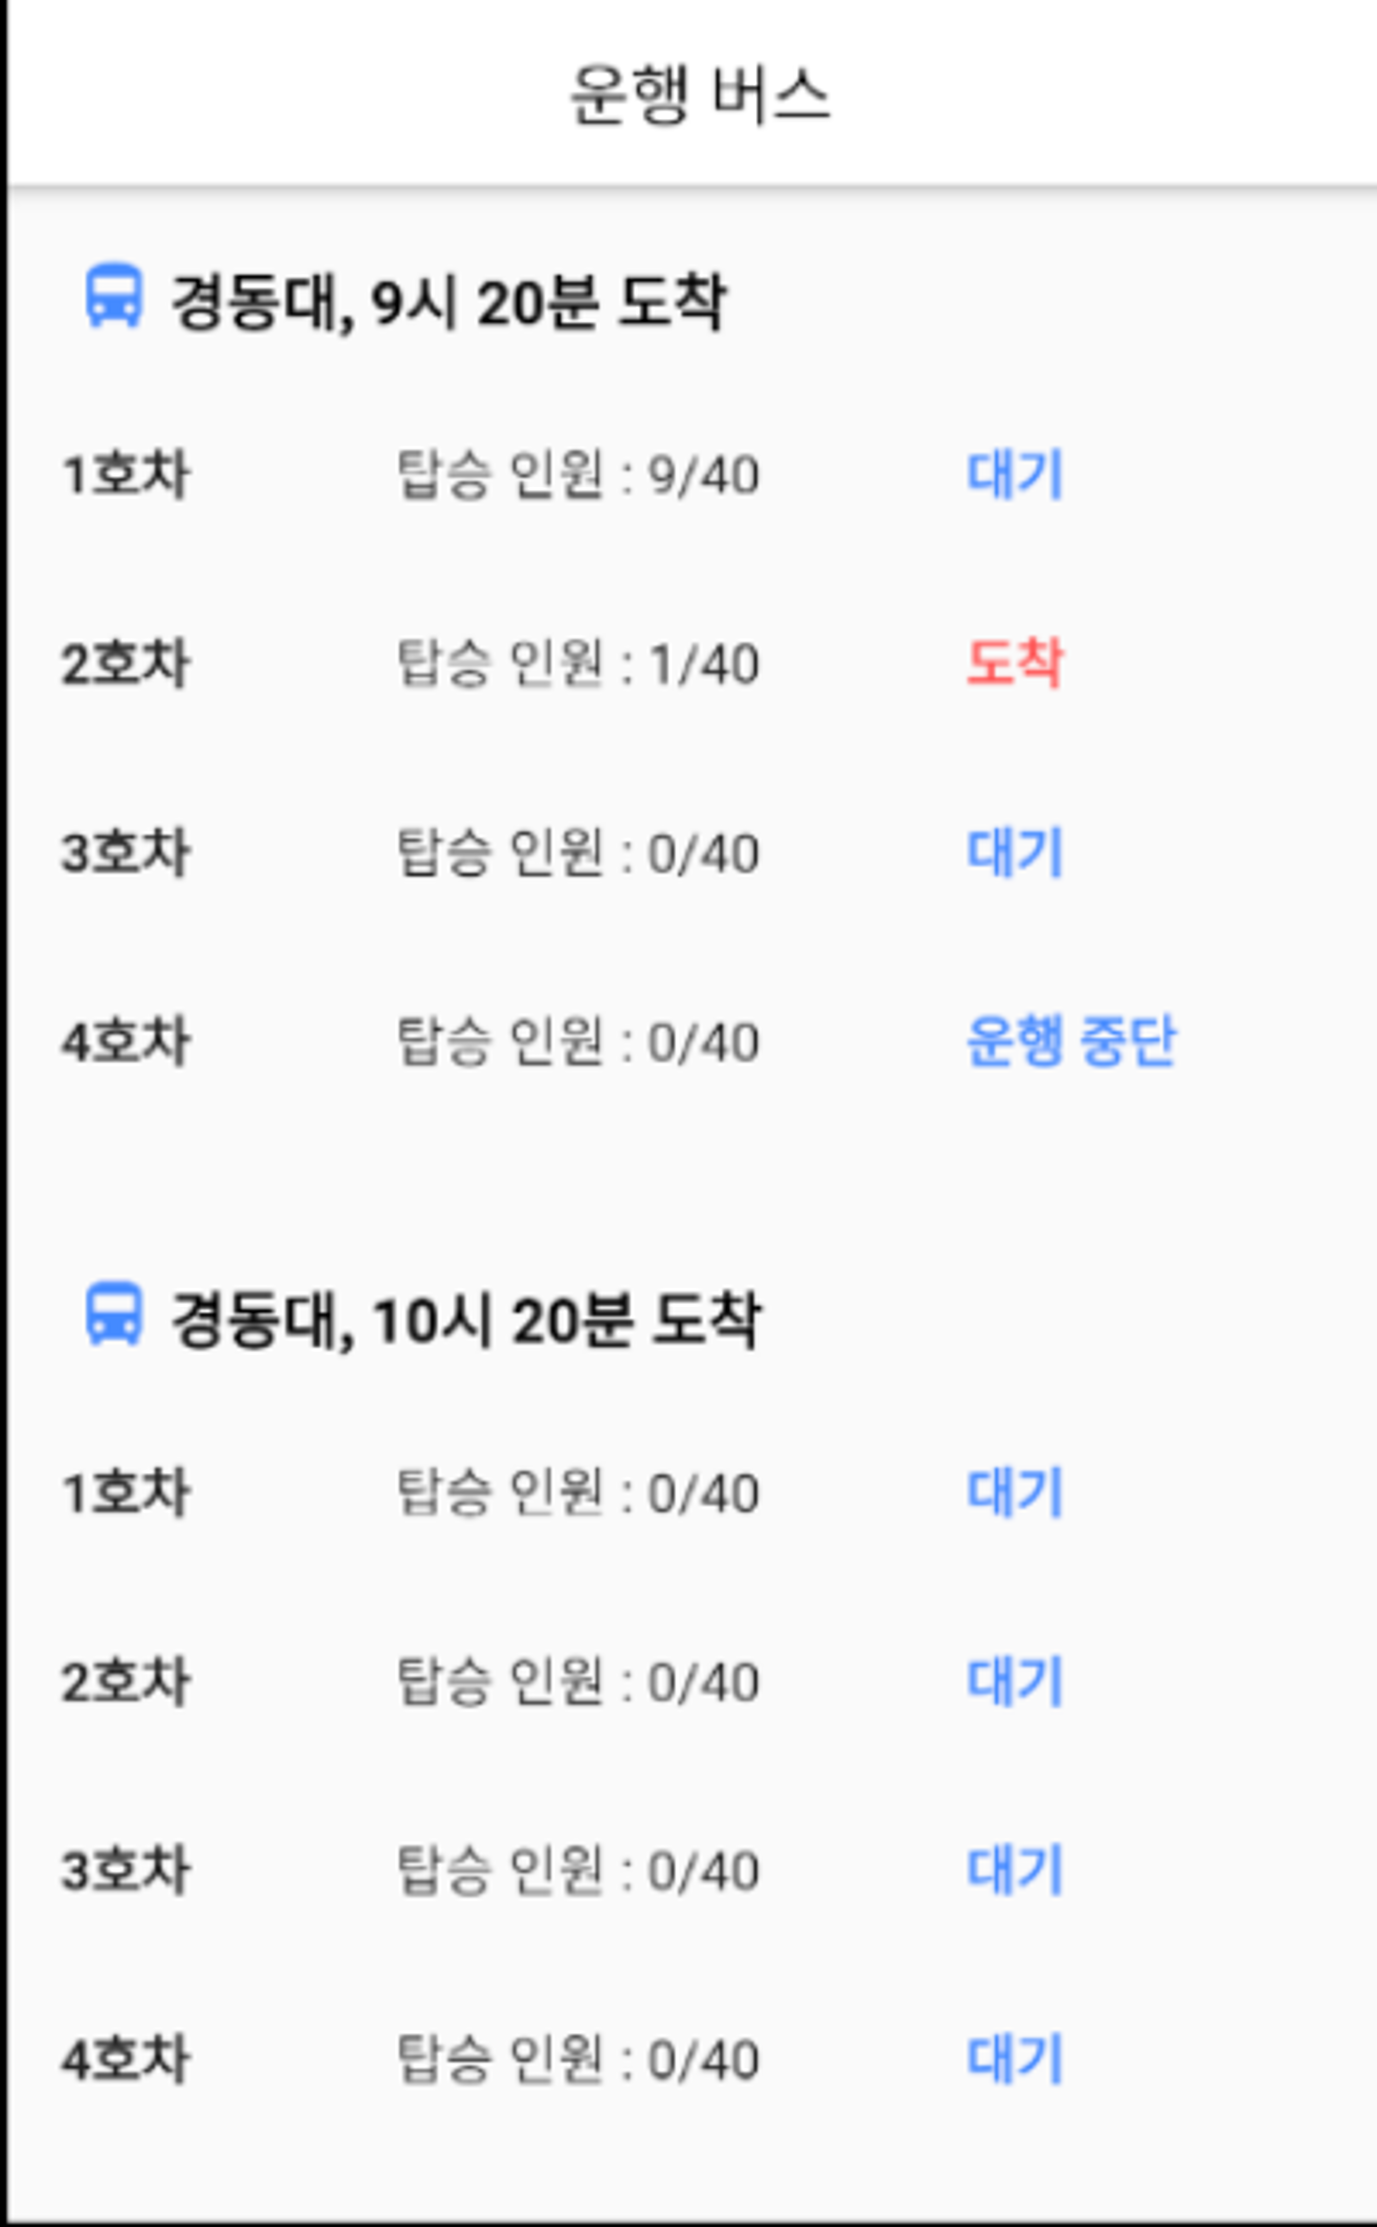 운행 버스
경동대, 9시 20분 도착
1호차 탑승 인원 : 9/40 대기
2호차 탑승 인원 : 1/40 도착
3호차 탑승 인원 : 0/40 대기
4호차 탑승 인원 : 0/40 운행 중단
경동대, 10시 20분 도착
1호차 탑승 인원 : 0/40 대기
2호차 탑승 인원 : 0/40 대기
3호차 탑승 인원 : 0/40 대기
4호차 탑승 인원 : 0/40 대기